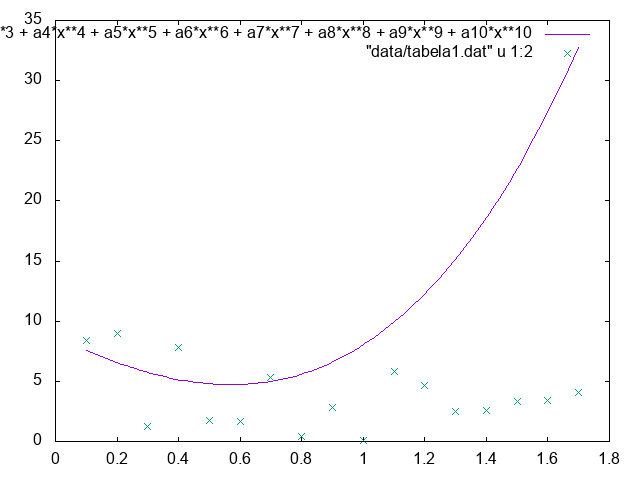 35
*3 + a4*x**4 + a5*x**5 + a6*x**6 + a7*x**7 + a8*x**8 + a9*x**9 + a10*x**10
"data/tabela1.dat" u 1:2
30
25
20
15
10
5
0
0 0.2 0.4 0.6 0.8 1 1.2 1.4 1.6 1.8